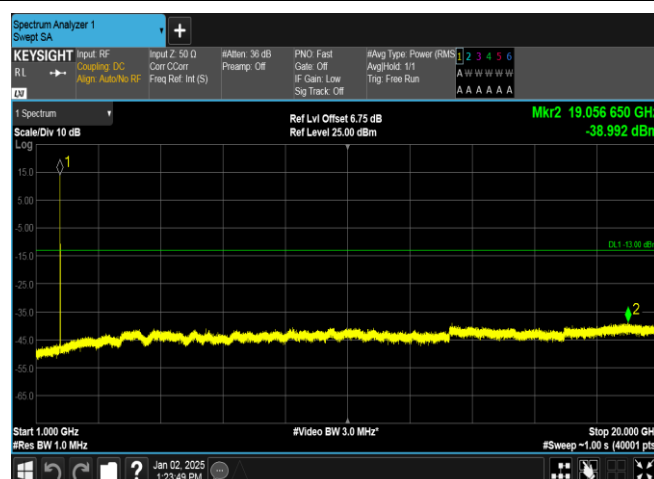 Spectrum Analyzer 1
Swept SA
+
KEYSIGHT
RL
LXI
Input: RF
Coupling: DC
Align: Auto/No RF
Input Z: 50 Ω
Corr CCorr
Freq Ref: Int (S)
#Atten: 36 dB
Preamp: Off
PNO: Fast
Gate: Off
IF Gain: Low
Sig Track: Off
#Avg Type: Power (RMS
Avg|Hold: 1/1
Trig: Free Run
1 2 3 4 5 6
A W W W W W
A A A A A A
1 Spectrum
Scale/Div 10 dB
Log
Ref Lvl Offset 6.75 dB
Ref Level 25.00 dBm
Mkr2 19.056 650 GHz
-38.992 dBm
1
15.0
5.00
-5.00
DL1 -13.00 dBm
-15.0
-25.0
2
-35.0
-45.0
-55.0
-65.0
Start 1.000 GHz
#Res BW 1.0 MHz
#Video BW 3.0 MHz*
Stop 20.000 GHz
#Sweep ~1.00 s (40001 pts
?
Jan 02, 2025
1:23:49 PM